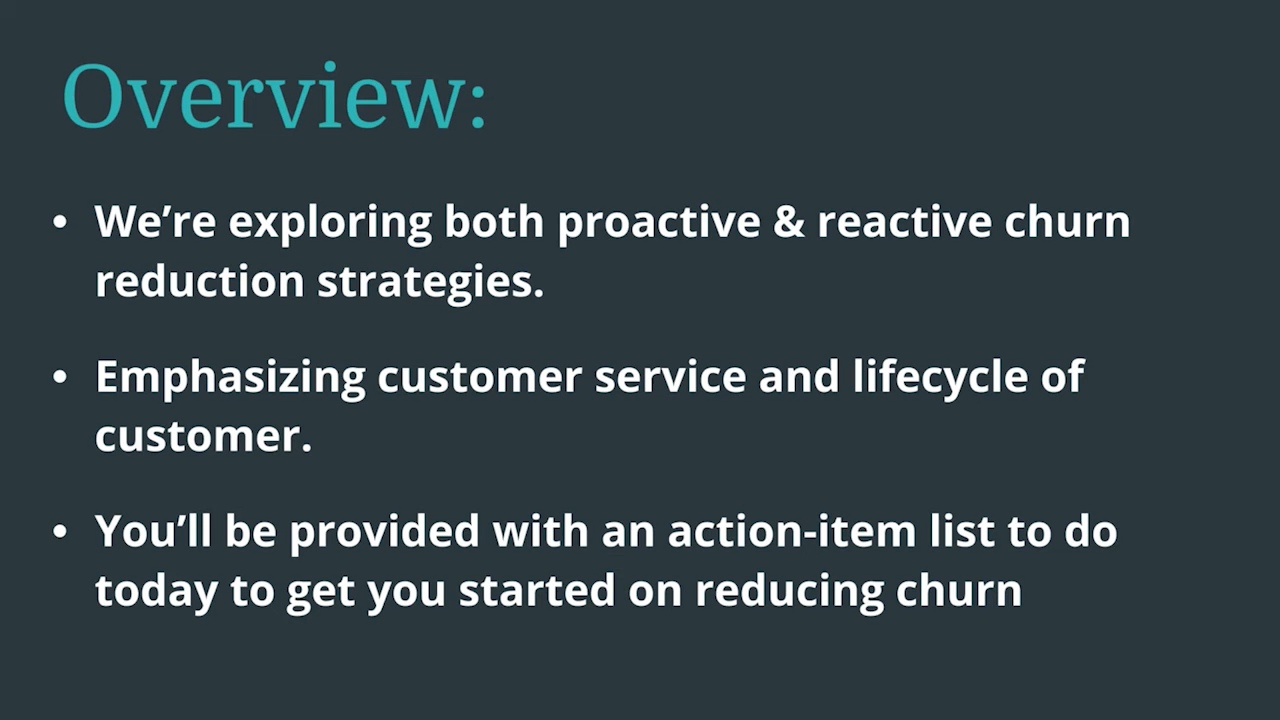 Overview:
• We’re exploring both proactive & reactive churn
reduction strategies.
• Emphasizing customer service and lifecycle of
customer.
• You’ll be provided with an action-item list to do
today to get you started on reducing churn